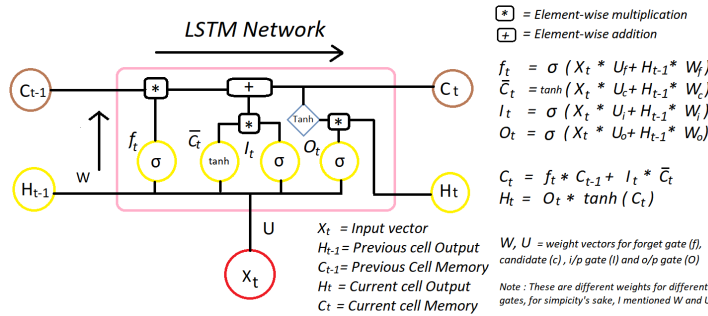 LSTM Network
* = Element-wise multiplication
+ = Element-wise addition
C̅t-1
* + Ct
Tanh
ft C̅t It * Ot *
σ tanh σ σ
W
Ht-1 Ht
U
Xt
Xt = Input vector
Ht-1 = Previous cell Output
Ct-1 = Previous Cell Memory
Ht = Current cell Output
Ct = Current cell Memory
ft = σ ( Xt * Uf + Ht-1 * Wf )
C̅t = tanh ( Xt * Uc + Ht-1 * Wc )
It = σ ( Xt * Ui + Ht-1 * Wi )
Ot = σ ( Xt * Uo + Ht-1 * Wo )
Ct = ft * Ct-1 + It * C̅t
Ht = Ot * tanh ( Ct )
W, U = weight vectors for forget gate (f),
candidate (c) , i/p gate (I) and o/p gate (O)
Note : These are different weights for different
gates, for simpicity's sake, I mentioned W and